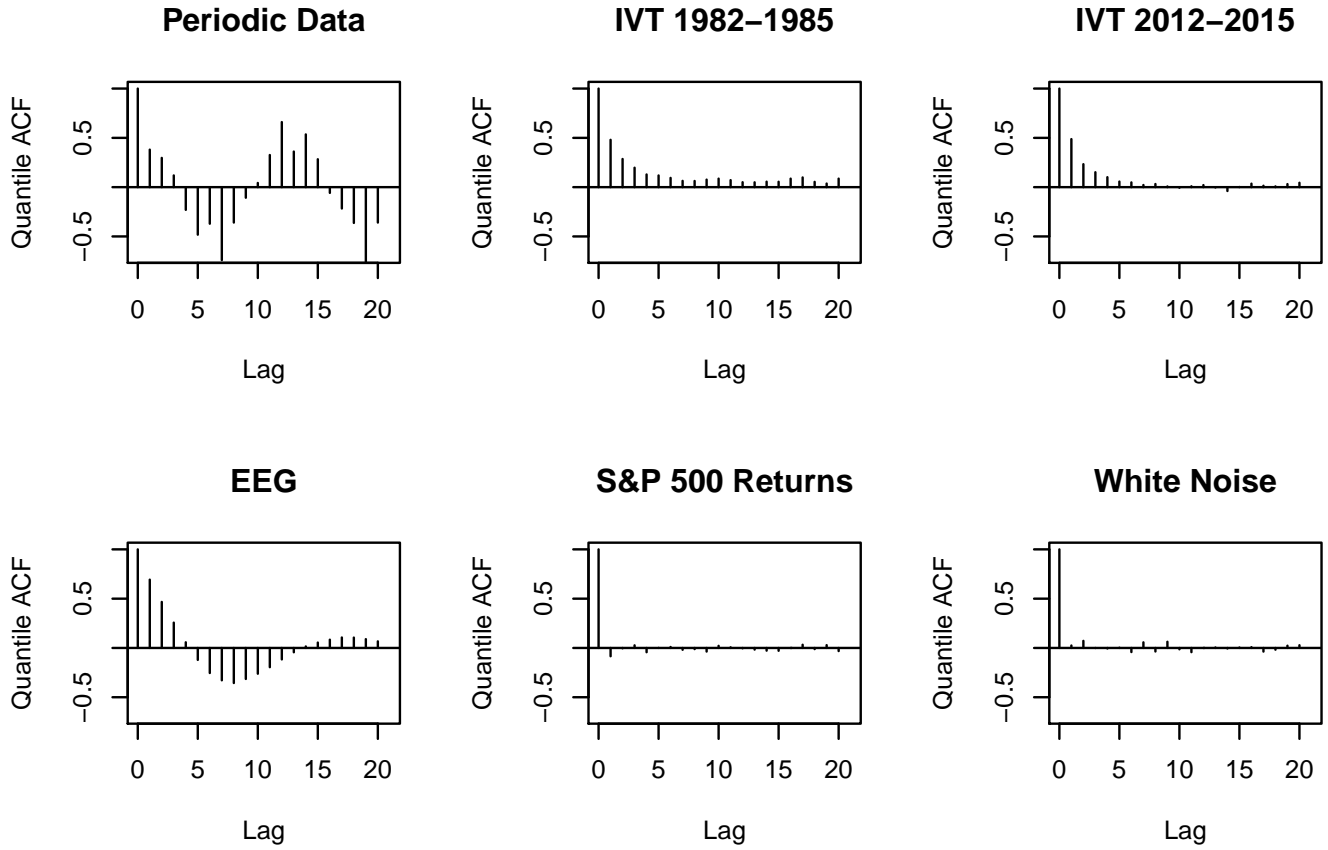 Periodic Data
Quantile ACF
0.5
−0.5
0 5 10 15 20
Lag
IVT 1982−1985
Quantile ACF
0.5
−0.5
0 5 10 15 20
Lag
IVT 2012−2015
Quantile ACF
0.5
−0.5
0 5 10 15 20
Lag
EEG
Quantile ACF
0.5
−0.5
0 5 10 15 20
Lag
S&P 500 Returns
Quantile ACF
0.5
−0.5
0 5 10 15 20
Lag
White Noise
Quantile ACF
0.5
−0.5
0 5 10 15 20
Lag